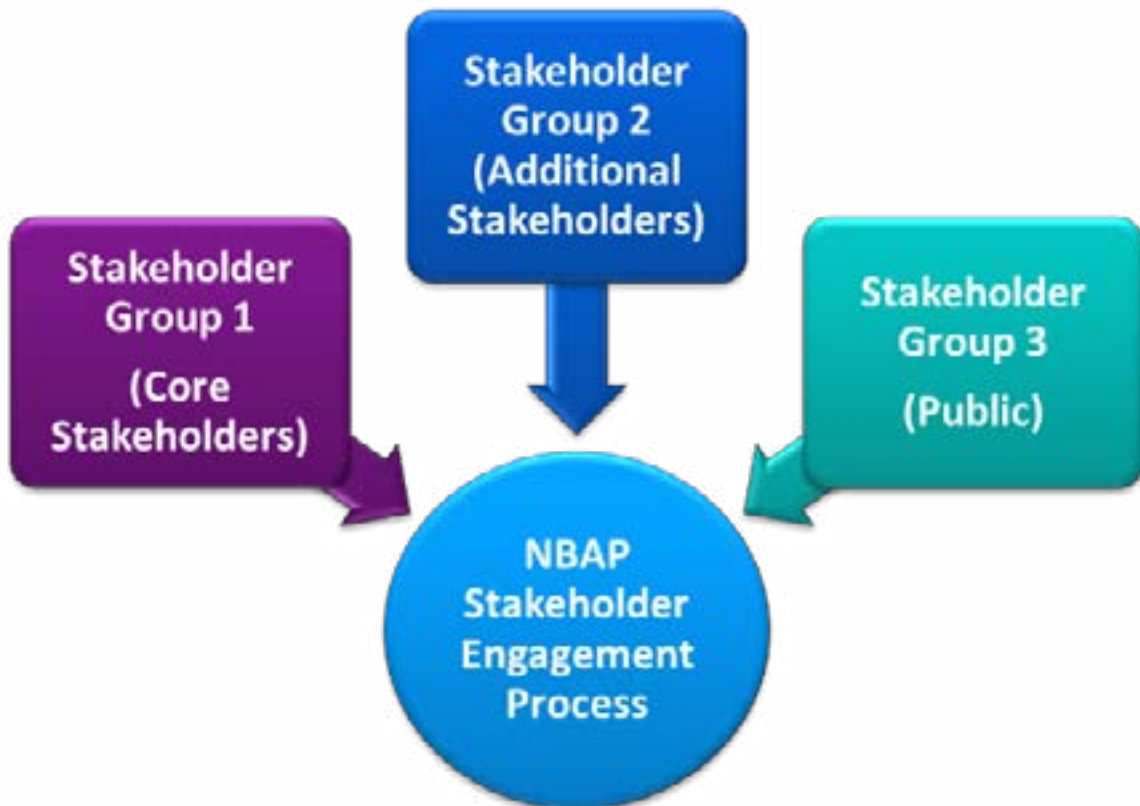 Stakeholder
Group 2
(Additional
Stakeholders)
Stakeholder
Group 1
(Core
Stakeholders)
Stakeholder
Group 3
(Public)
NBAP
Stakeholder
Engagement
Process